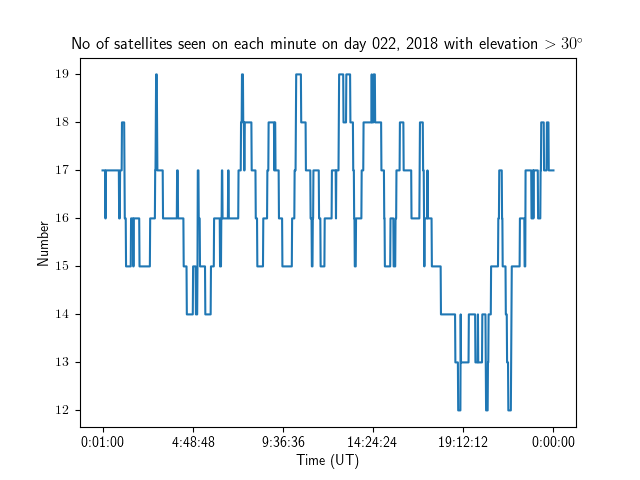 No of satellites seen on each minute on day 022, 2018 with elevation > 30°
19
18
17
16
15
14
13
12
Number
0:01:00 4:48:48 9:36:36 14:24:24 19:12:12 0:00:00
Time (UT)